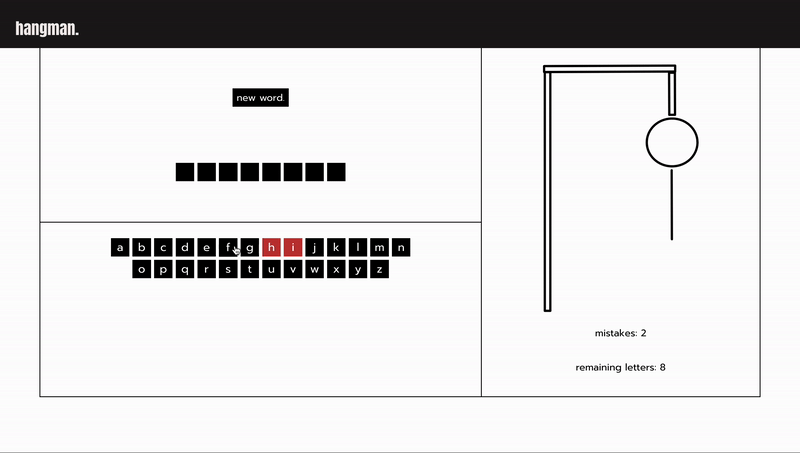 hangman.
new word.
a b c d e f g h i j k l m n
o p q r s t u v w x y z
mistakes: 2
remaining letters: 8